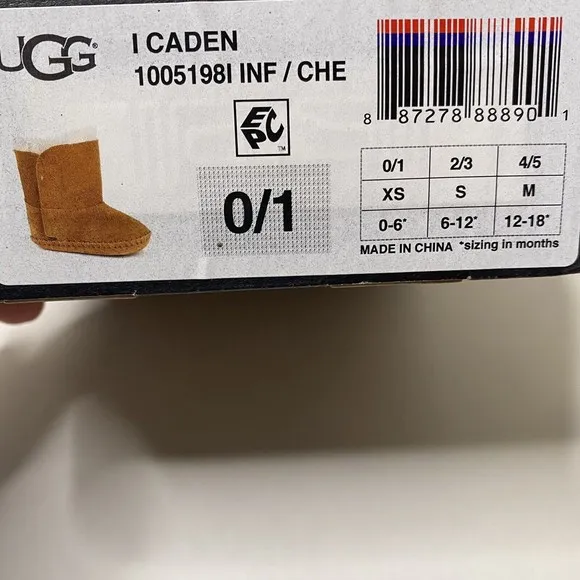 UGG
I CADEN
1005198I INF / CHE
EPC
TM
0/1
8 87278 88890 1
0/1 2/3 4/5
XS S M
0-6* 6-12* 12-18*
MADE IN CHINA *sizing in months